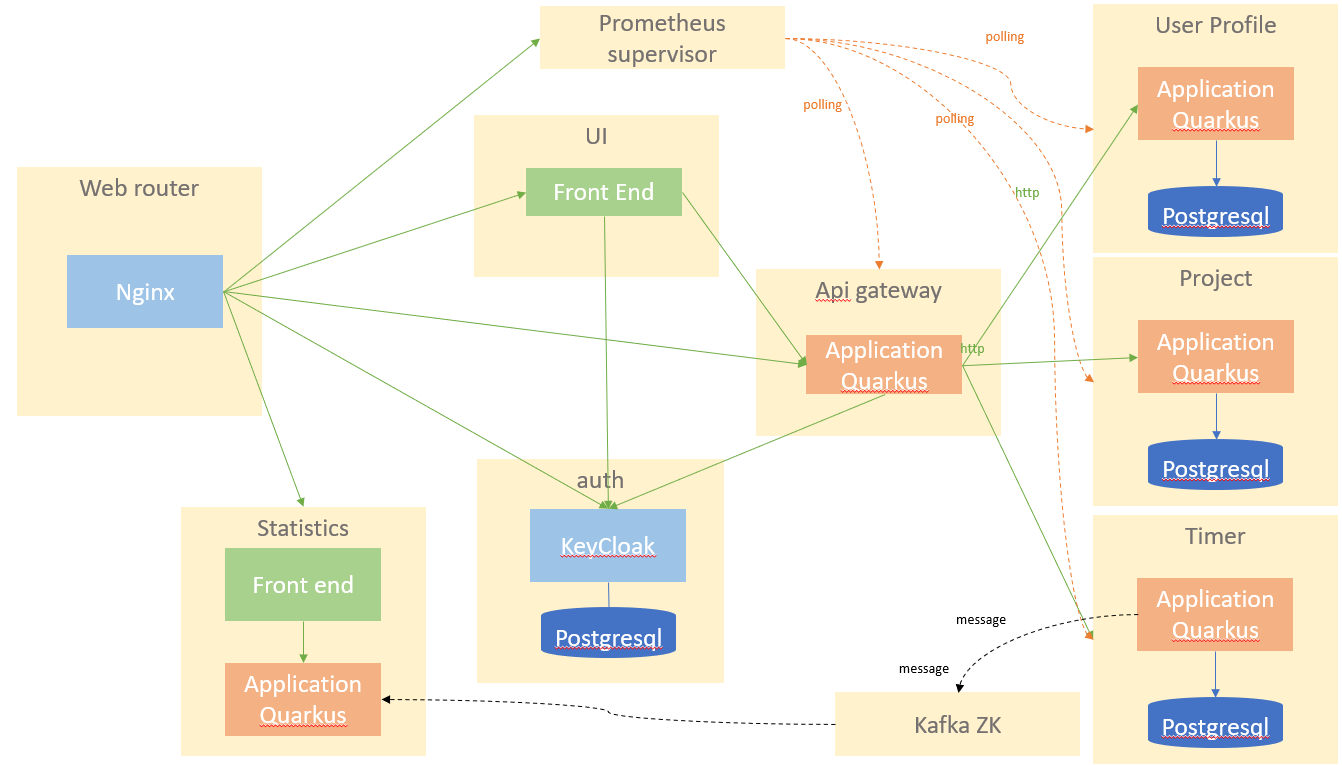 Prometheus
supervisor
polling
User Profile
Application
Quarkus
Postgresql
polling
polling
UI
Front End
http
Web router
Nginx
Api gateway
Application
Quarkus
http
Project
Application
Quarkus
Postgresql
auth
KeyCloak
Postgresql
Statistics
Front end
Application
Quarkus
Timer
Application
Quarkus
Postgresql
message
message
Kafka ZK